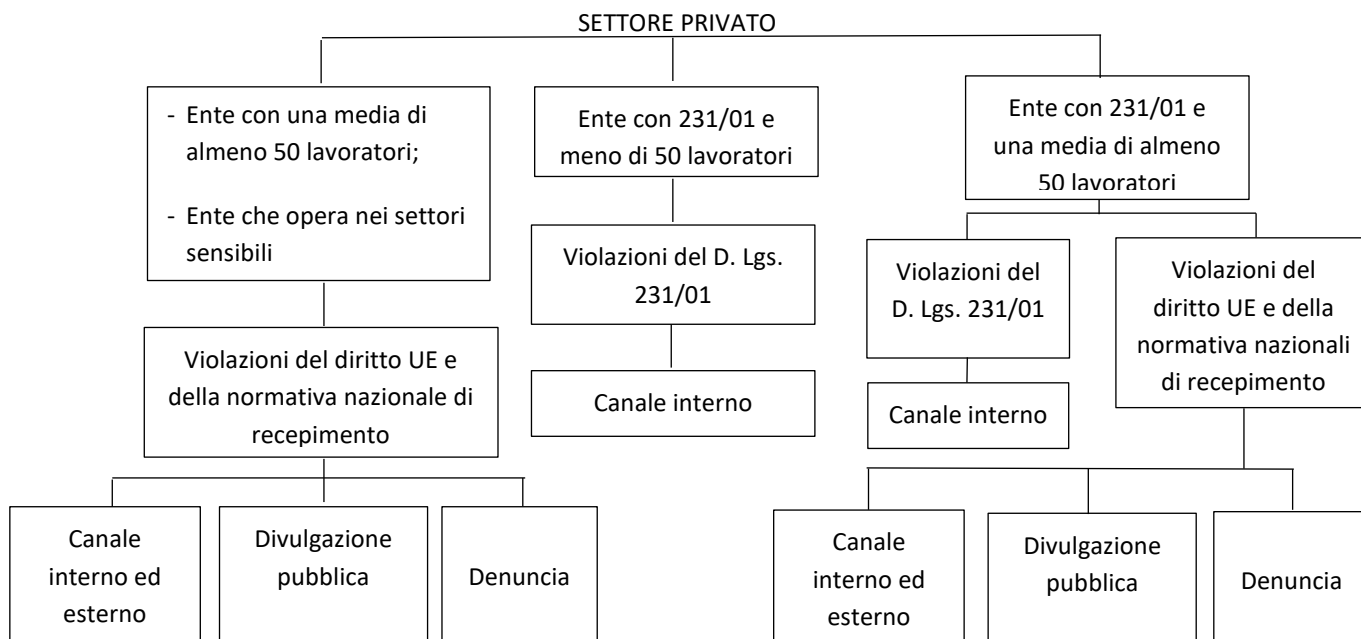 SETTORE PRIVATO
- Ente con una media di
almeno 50 lavoratori;
- Ente che opera nei settori
sensibili
Ente con 231/01 e
meno di 50 lavoratori
Ente con 231/01 e
una media di almeno
50 lavoratori
Violazioni del D. Lgs.
231/01
Violazioni del
D. Lgs. 231/01
Violazioni del
diritto UE e della
normativa nazionali
di recepimento
Violazioni del diritto UE e
della normativa nazionale di
recepimento
Canale interno
Canale interno
Canale
interno ed
esterno
Divulgazione
pubblica
Denuncia
Canale
interno ed
esterno
Divulgazione
pubblica
Denuncia